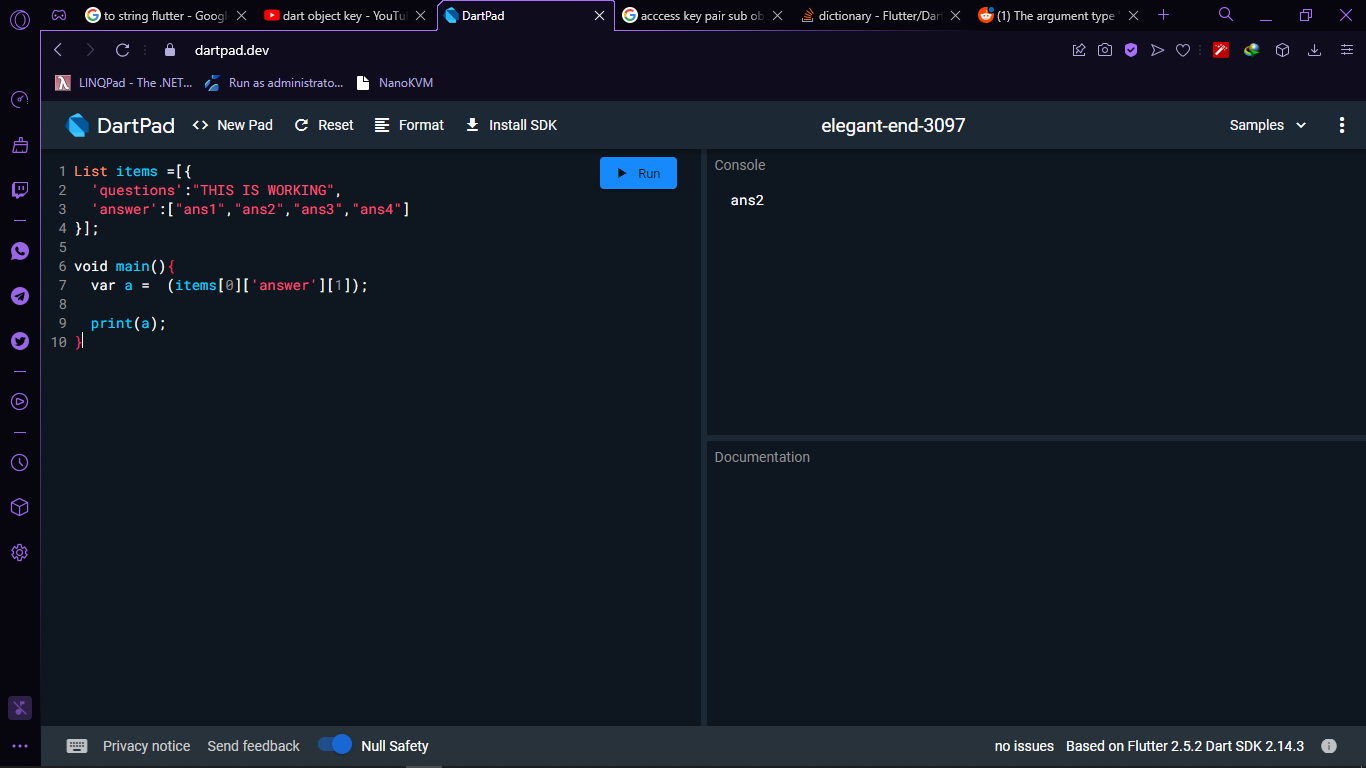 to string flutter - Googl
dart object key - YouTu
DartPad
acccess key pair sub ob
dictionary - Flutter/Dar
(1) The argument type
dartpad.dev
LINQPad - The .NET...
Run as administrato...
NanoKVM
DartPad
<> New Pad
Reset
Format
Install SDK
elegant-end-3097
Samples
Run
1 List items =[{
2   'questions':"THIS IS WORKING",
3   'answer':["ans1","ans2","ans3","ans4"]
4 }];
5
6 void main(){
7   var a =  (items[0]['answer'][1]);
8
9   print(a);
10 }
Console
ans2
Documentation
Privacy notice
Send feedback
Null Safety
no issues
Based on Flutter 2.5.2 Dart SDK 2.14.3